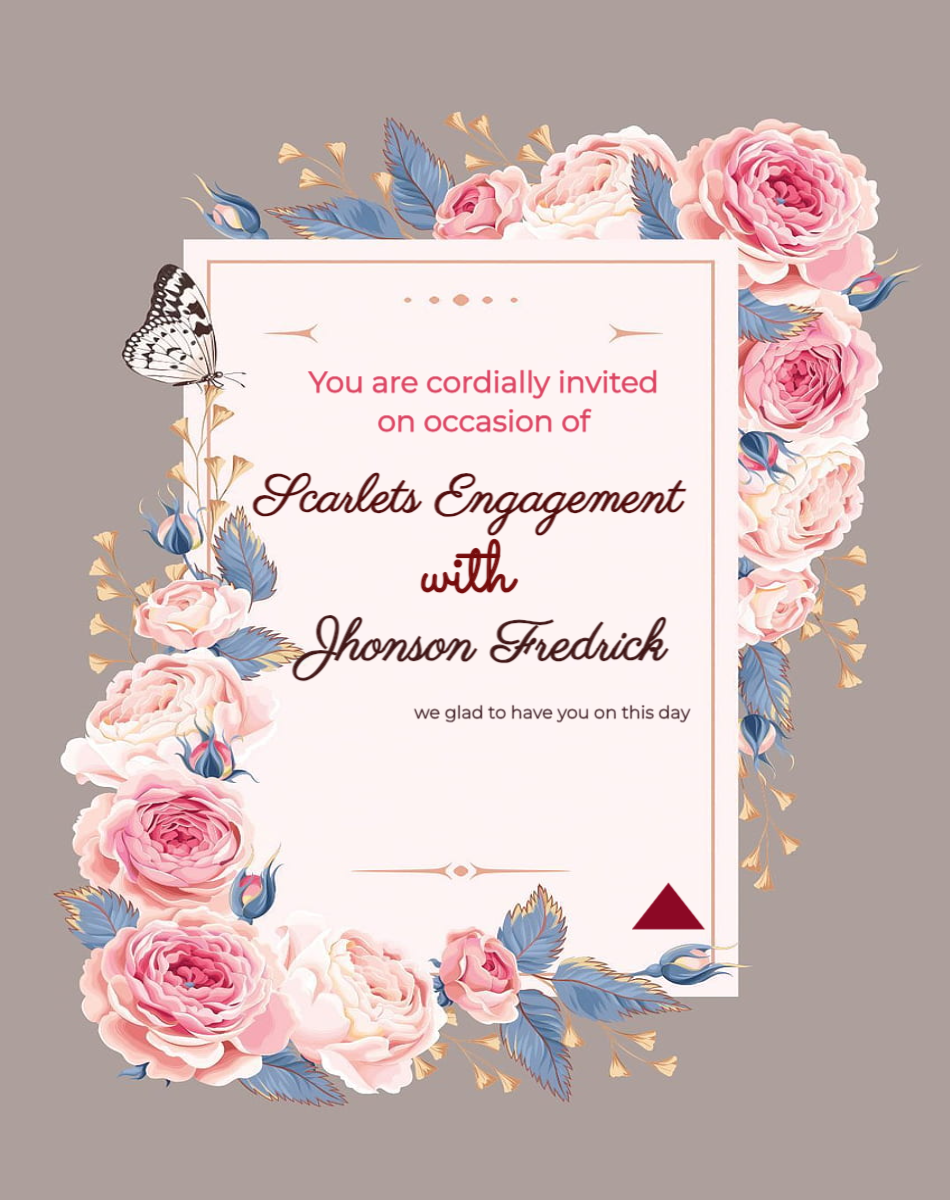 You are cordially invited
on occasion of
Scarlets Engagement
with
Jhonson Fredrick
we glad to have you on this day